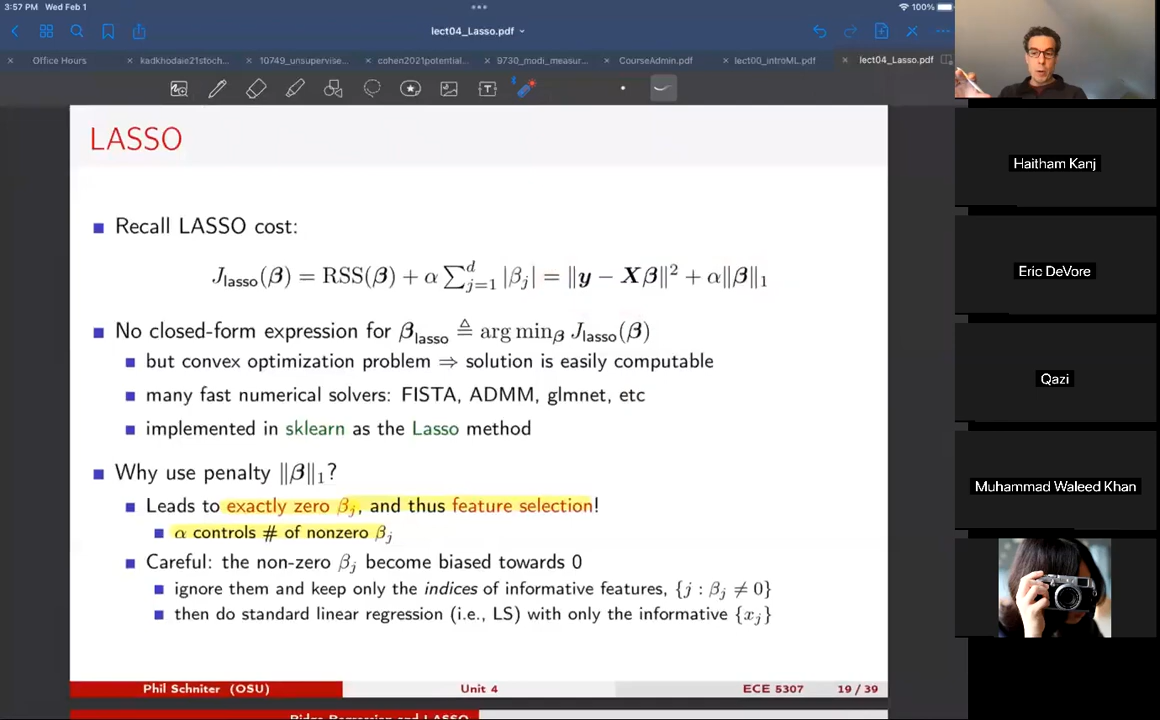 3:57 PM Wed Feb 1
100%
lect04_Lasso.pdf
Office Hours
kadkhodaie21stoch...
10749_unsupervise...
cohen2021potential...
9730_modi_measur...
CourseAdmin.pdf
lect00_introML.pdf
lect04_Lasso.pdf
LASSO
Recall LASSO cost:
J_lasso(β) = RSS(β) + α ∑_{j=1}^d |β_j| = ‖y − Xβ‖² + α‖β‖₁
No closed-form expression for β_lasso ≜ arg min_β J_lasso(β)
but convex optimization problem ⇒ solution is easily computable
many fast numerical solvers: FISTA, ADMM, glmnet, etc
implemented in sklearn as the Lasso method
Why use penalty ‖β‖₁?
Leads to exactly zero β_j, and thus feature selection!
α controls # of nonzero β_j
Careful: the non-zero β_j become biased towards 0
ignore them and keep only the indices of informative features, {j : β_j ≠ 0}
then do standard linear regression (i.e., LS) with only the informative {x_j}
Phil Schniter (OSU)
Unit 4
ECE 5307
19 / 39
Ridge Regression and LASSO
Haitham Kanj
Eric DeVore
Qazi
Muhammad Waleed Khan